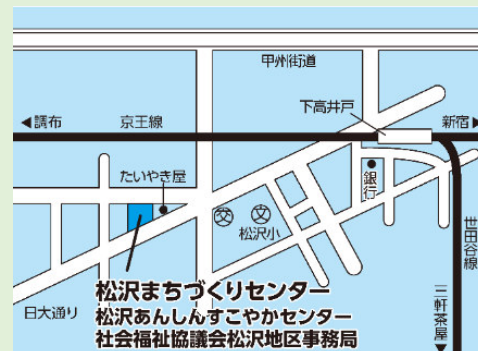 甲州街道
下高井戸
◀調布
京王線
新宿▶
たいやき屋
銀行
交
文
松沢小
世田谷線
松沢まちづくりセンター
日大通り
松沢あんしんすこやかセンター
社会福祉協議会松沢地区事務局
三軒茶屋▼